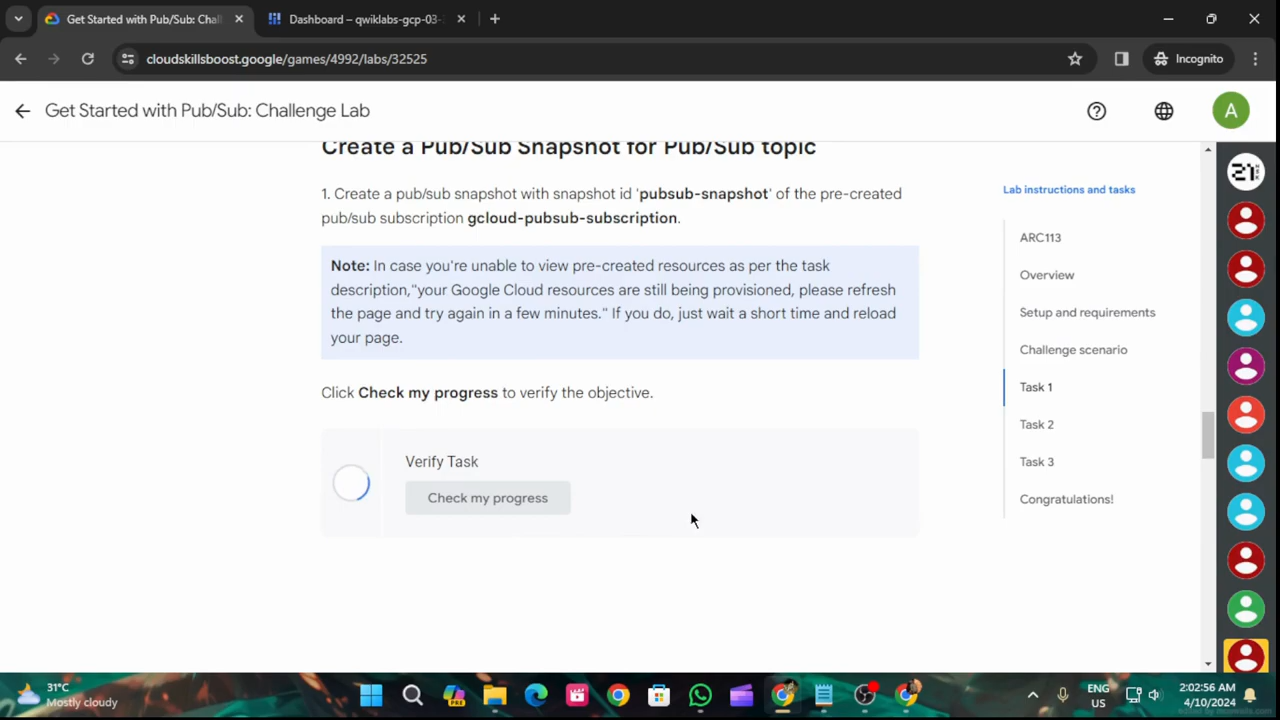 Get Started with Pub/Sub: Chal
Dashboard – qwiklabs-gcp-03-
cloudskillsboost.google/games/4992/labs/32525
Incognito
Get Started with Pub/Sub: Challenge Lab
A
Create a Pub/Sub Snapshot for Pub/Sub topic
1. Create a pub/sub snapshot with snapshot id 'pubsub-snapshot' of the pre-created
pub/sub subscription gcloud-pubsub-subscription.
Note: In case you're unable to view pre-created resources as per the task
description,"your Google Cloud resources are still being provisioned, please refresh
the page and try again in a few minutes." If you do, just wait a short time and reload
your page.
Click Check my progress to verify the objective.
Verify Task
Check my progress
Lab instructions and tasks
ARC113
Overview
Setup and requirements
Challenge scenario
Task 1
Task 2
Task 3
Congratulations!
31°C
Mostly cloudy
PRE
ENG
US
2:02:56 AM
4/10/2024